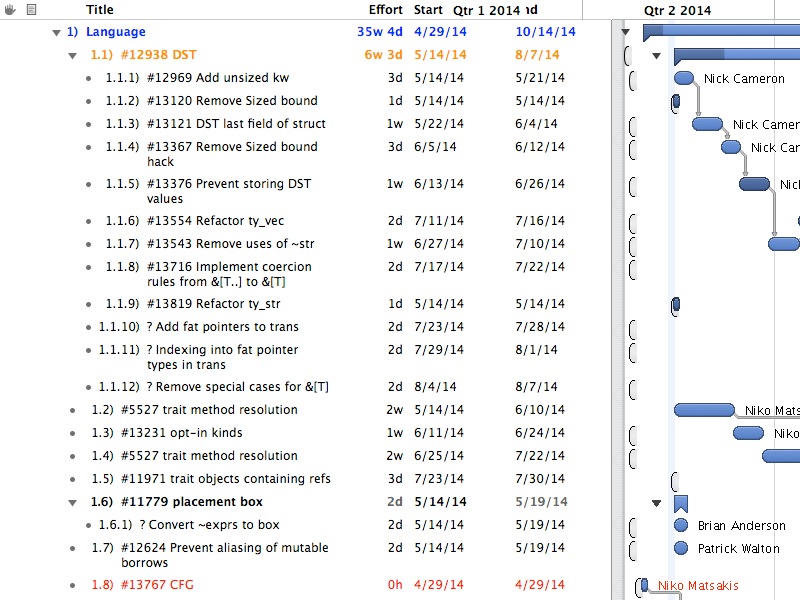 Title Effort Start Qtr 1 2014 nd Qtr 2 2014
1) Language 35w 4d 4/29/14 10/14/14
1.1) #12938 DST 6w 3d 5/14/14 8/7/14
1.1.1) #12969 Add unsized kw 3d 5/14/14 5/21/14 Nick Cameron
1.1.2) #13120 Remove Sized bound 1d 5/14/14 5/14/14
1.1.3) #13121 DST last field of struct 1w 5/22/14 6/4/14 Nick Camer
1.1.4) #13367 Remove Sized bound 3d 6/5/14 6/12/14 Nick Car
hack
1.1.5) #13376 Prevent storing DST 1w 6/13/14 6/26/14 Nick
values
1.1.6) #13554 Refactor ty_vec 2d 7/11/14 7/16/14
1.1.7) #13543 Remove uses of ~str 1w 6/27/14 7/10/14
1.1.8) #13716 Implement coercion 2d 7/17/14 7/22/14
rules from &[T..] to &[T]
1.1.9) #13819 Refactor ty_str 1d 5/14/14 5/14/14
1.1.10) ? Add fat pointers to trans 2d 7/23/14 7/28/14
1.1.11) ? Indexing into fat pointer 2d 7/29/14 8/1/14
types in trans
1.1.12) ? Remove special cases for &[T] 2d 8/4/14 8/7/14
1.2) #5527 trait method resolution 2w 5/14/14 6/10/14 Niko Mats
1.3) #13231 opt-in kinds 1w 6/11/14 6/24/14 Niko
1.4) #5527 trait method resolution 2w 6/25/14 7/22/14
1.5) #11971 trait objects containing refs 3d 7/23/14 7/30/14
1.6) #11779 placement box 2d 5/14/14 5/19/14
1.6.1) ? Convert ~exprs to box 2d 5/14/14 5/19/14 Brian Anderson
1.7) #12624 Prevent aliasing of mutable 2d 5/14/14 5/19/14 Patrick Walton
borrows
1.8) #13767 CFG 0h 4/29/14 4/29/14 Niko Matsakis